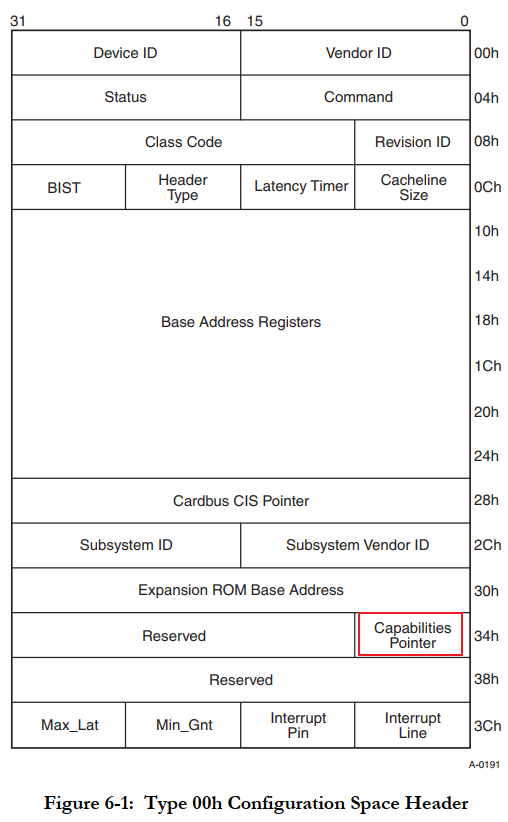 31 16 15 0
Device ID Vendor ID 00h
Status Command 04h
Class Code Revision ID 08h
BIST Header Type Latency Timer Cacheline Size 0Ch
10h
14h
Base Address Registers 18h
1Ch
20h
24h
Cardbus CIS Pointer 28h
Subsystem ID Subsystem Vendor ID 2Ch
Expansion ROM Base Address 30h
Reserved Capabilities Pointer 34h
Reserved 38h
Max_Lat Min_Gnt Interrupt Pin Interrupt Line 3Ch
A-0191
Figure 6-1: Type 00h Configuration Space Header